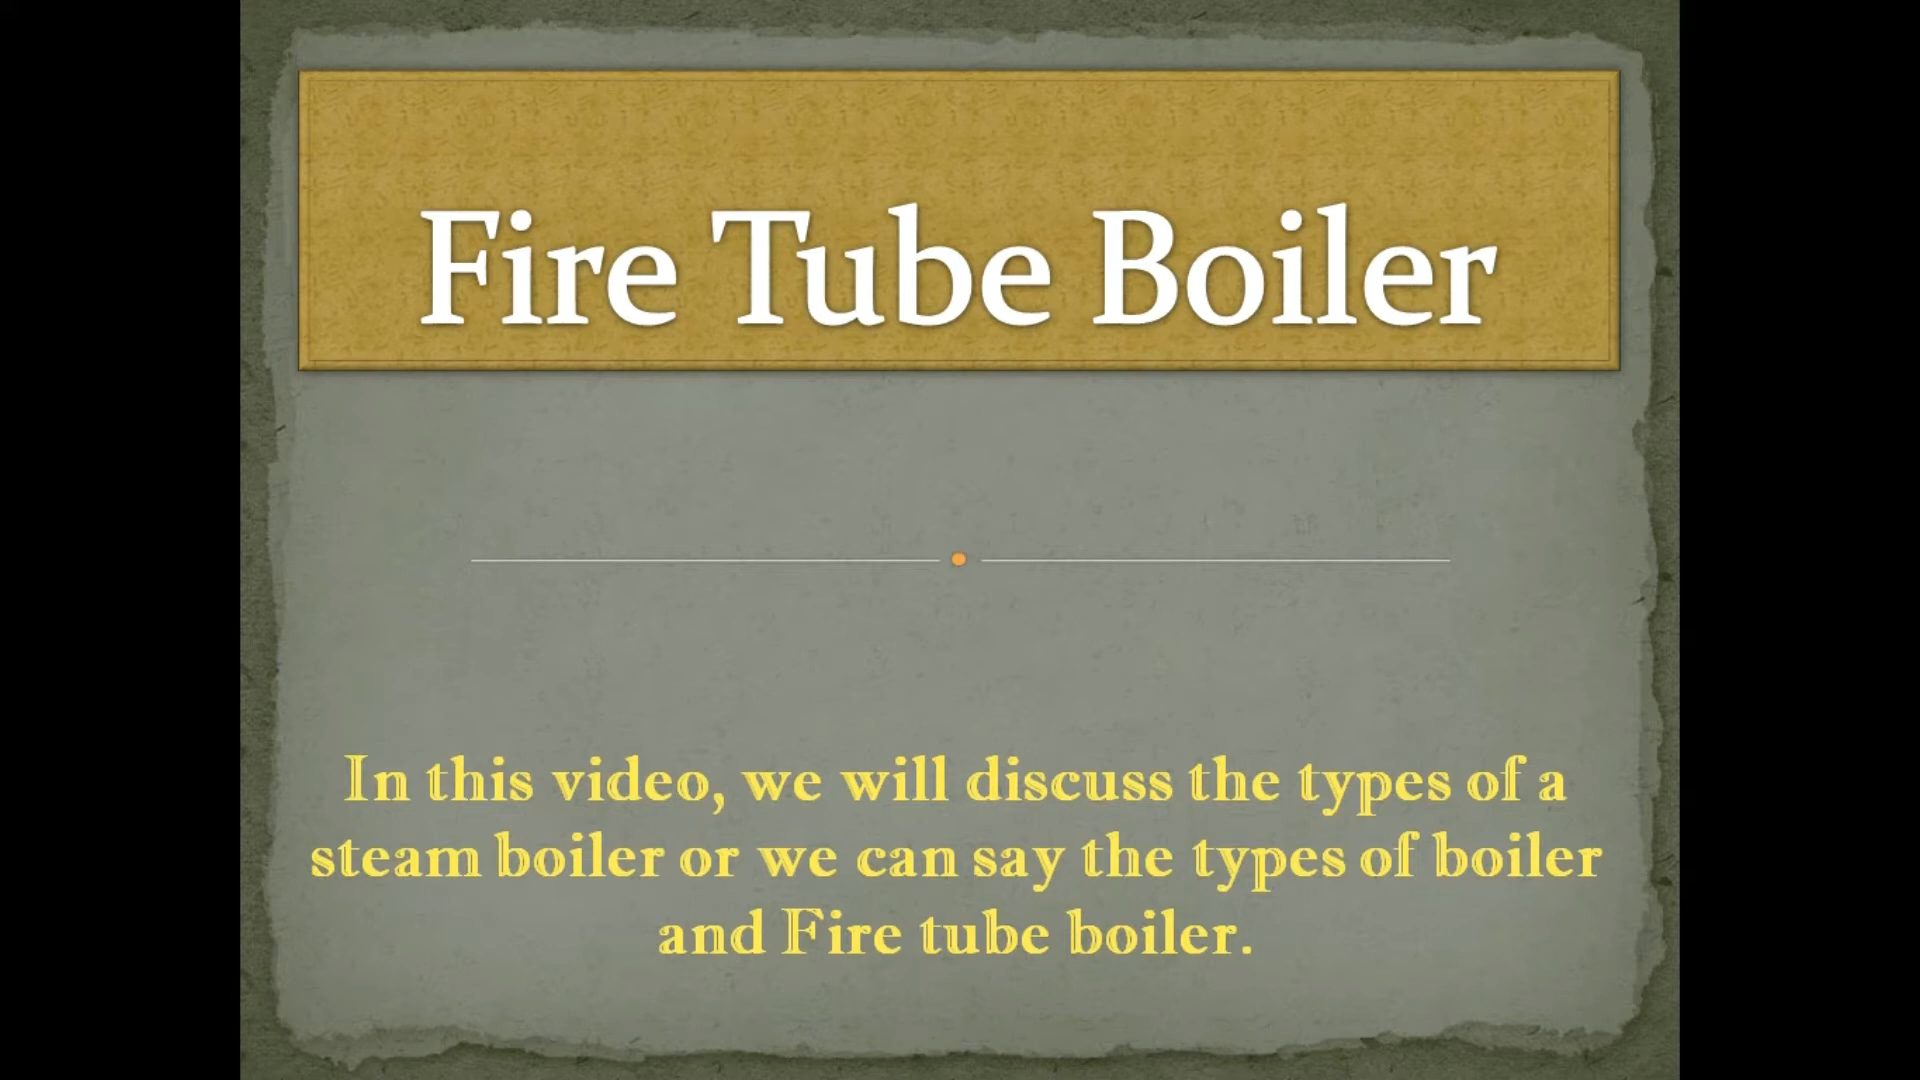 Fire Tube Boiler
In this video, we will discuss the types of a
steam boiler or we can say the types of boiler
and Fire tube boiler.